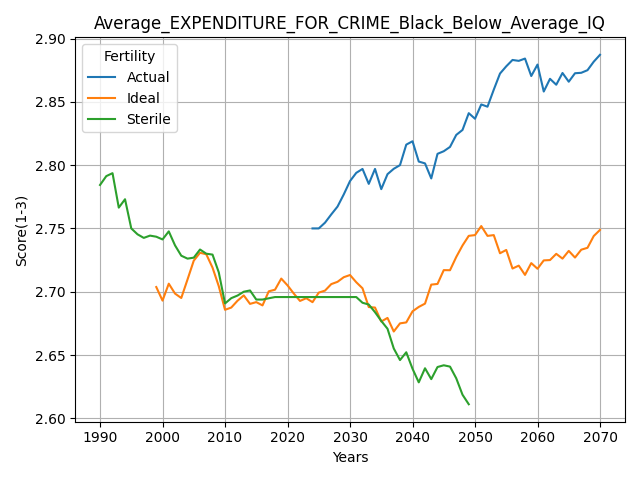 Average_EXPENDITURE_FOR_CRIME_Black_Below_Average_IQ
Score(1-3)
2.90
2.85
2.80
2.75
2.70
2.65
2.60
Fertility
Actual
Ideal
Sterile
1990 2000 2010 2020 2030 2040 2050 2060 2070
Years